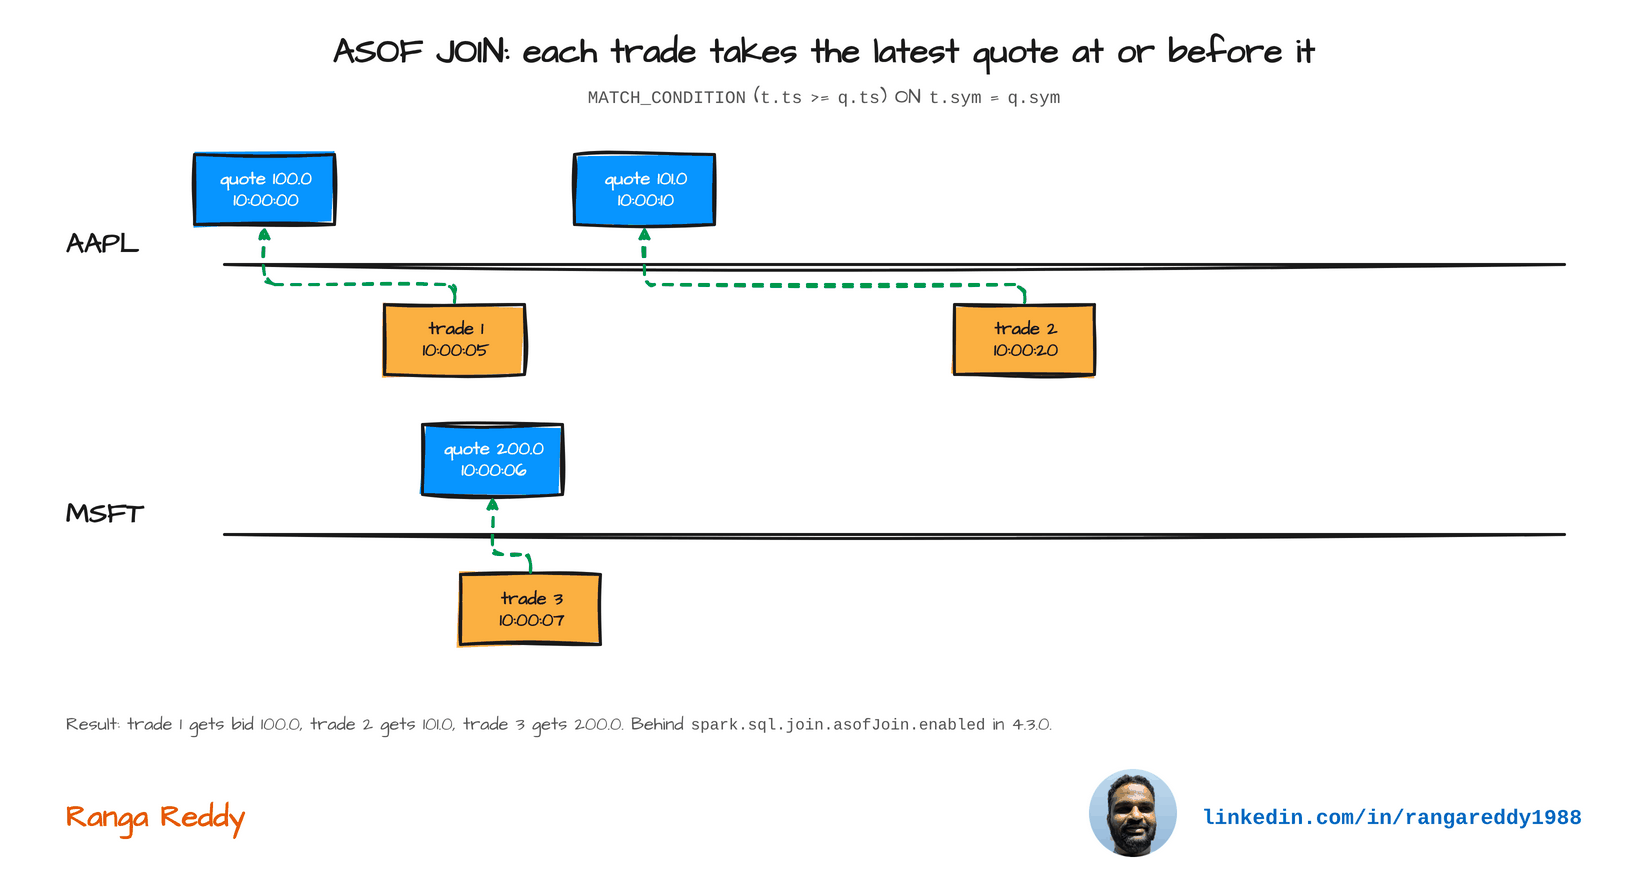 ASOF JOIN: each trade takes the latest quote at or before it
MATCH_CONDITION (t.ts >= q.ts) ON t.sym = q.sym
quote 100.0
10:00:00
quote 101.0
10:00:10
AAPL
trade 1
10:00:05
trade 2
10:00:20
quote 200.0
10:00:06
MSFT
trade 3
10:00:07
Result: trade 1 gets bid 100.0, trade 2 gets 101.0, trade 3 gets 200.0. Behind spark.sql.join.asofJoin.enabled in 4.3.0.
Ranga Reddy
linkedin.com/in/rangareddy1988